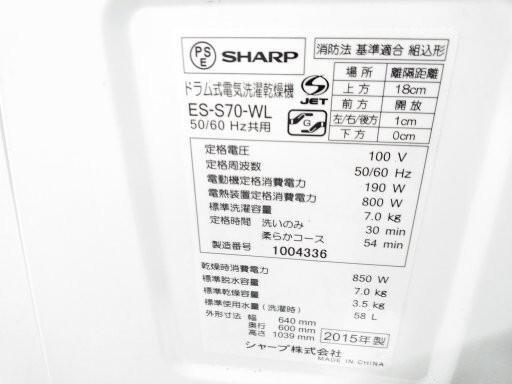 PSE SHARP
ドラム式電気洗濯乾燥機
ES-S70-WL
50/60 Hz共用
JET
消防法 基準適合 組込形
場所 離隔距離
上方 18cm
前方 開放
左/右/後方 1cm
下方 0cm
定格電圧 100 V
定格周波数 50/60 Hz
電動機定格消費電力 190 W
電熱装置定格消費電力 800 W
標準洗濯容量 7.0 kg
定格時間 洗いのみ 30 min
柔らかコース 54 min
製造番号 1004336
乾燥時消費電力 850 W
標準脱水容量 7.0 kg
標準乾燥容量 3.5 kg
標準使用水量(洗濯時) 58 L
外形寸法 幅 640 mm
奥行 600 mm
高さ 1039 mm
2015年製
シャープ株式会社 MADE IN CHINA